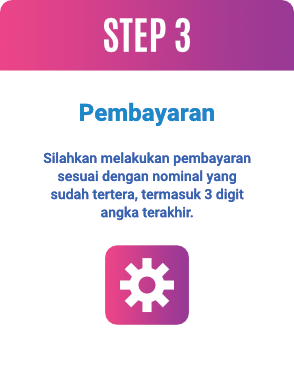 STEP 3
Pembayaran
Silahkan melakukan pembayaran
sesuai dengan nominal yang
sudah tertera, termasuk 3 digit
angka terakhir.